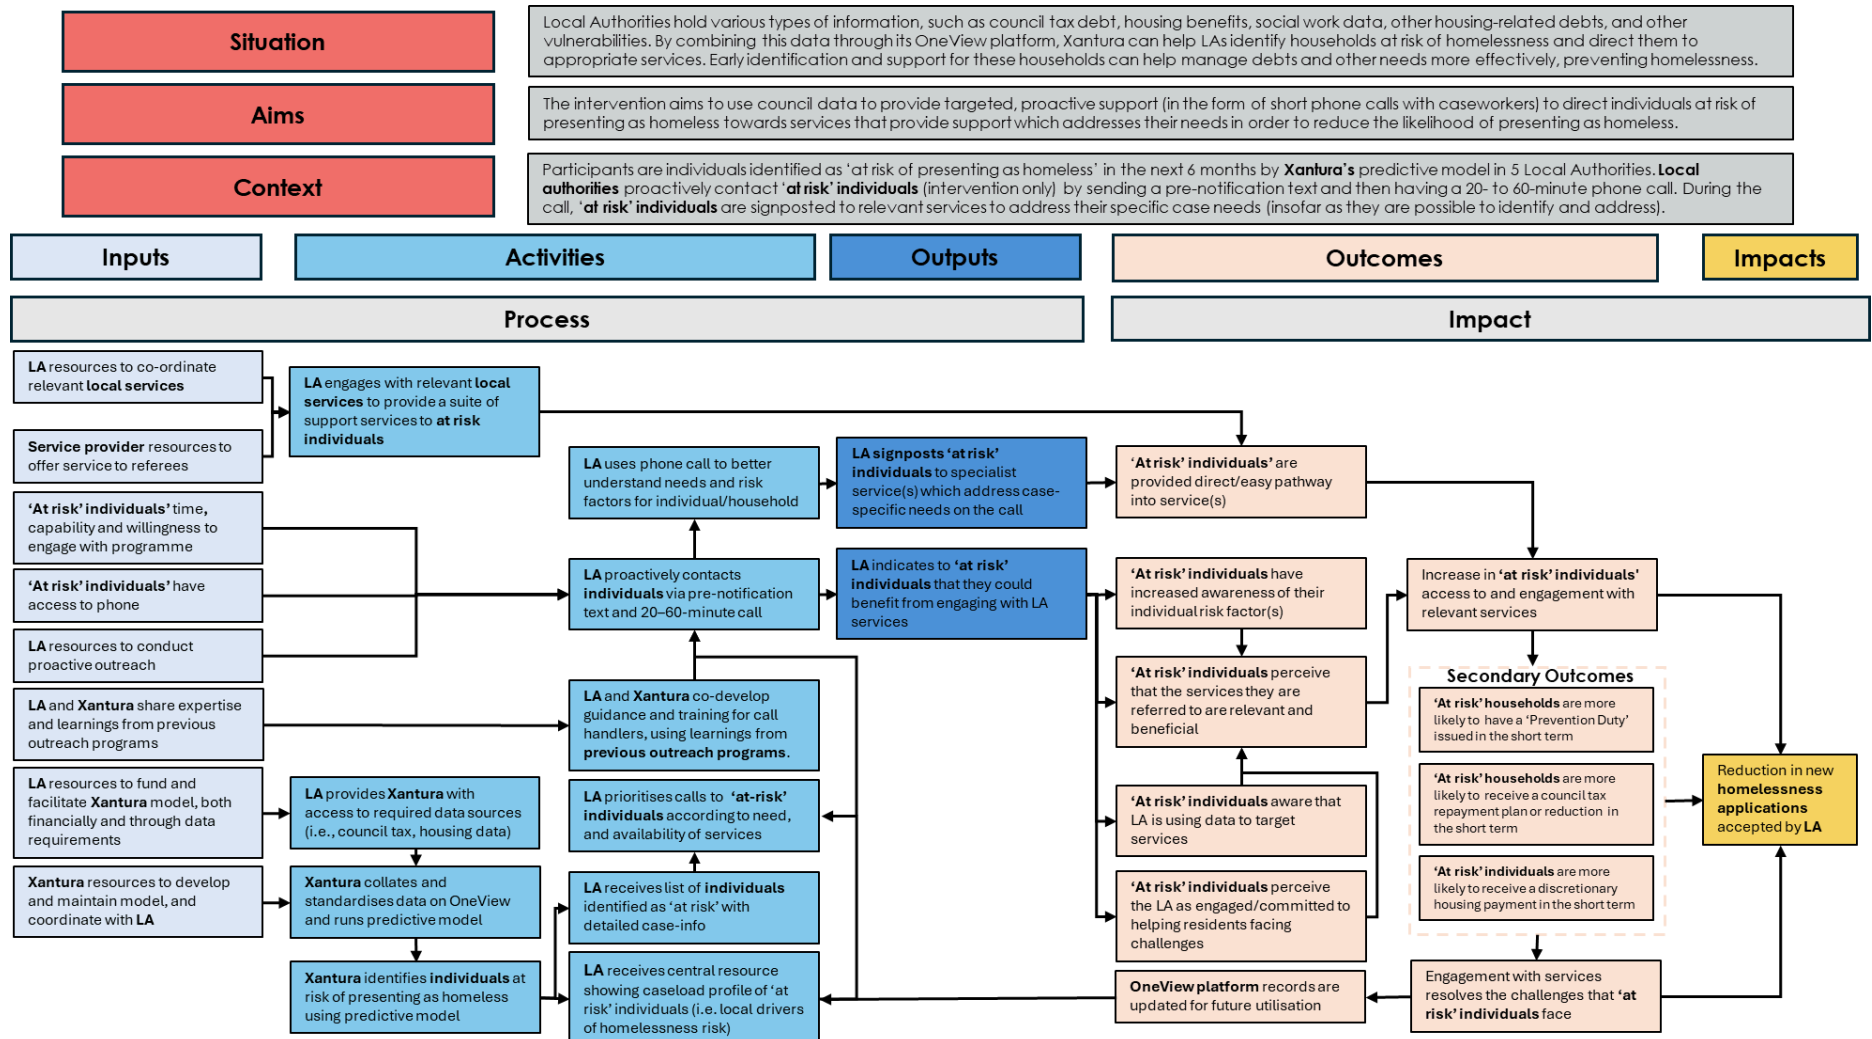 Situation
Local Authorities hold various types of information, such as council tax debt, housing benefits, social work data, other housing-related debts, and other
vulnerabilities. By combining this data through its OneView platform, Xantura can help LAs identify households at risk of homelessness and direct them to
appropriate services. Early identification and support for these households can help manage debts and other needs more effectively, preventing homelessness.
Aims
The intervention aims to use council data to provide targeted, proactive support (in the form of short phone calls with caseworkers) to direct individuals at risk of
presenting as homeless towards services that provide support which addresses their needs in order to reduce the likelihood of presenting as homeless.
Context
Participants are individuals identified as ‘at risk of presenting as homeless’ in the next 6 months by Xantura’s predictive model in 5 Local Authorities. Local
authorities proactively contact ‘at risk’ individuals (intervention only) by sending a pre-notification text and then having a 20- to 60-minute phone call. During the
call, ‘at risk’ individuals are signposted to relevant services to address their specific case needs (insofar as they are possible to identify and address).
Inputs
Activities
Outputs
Outcomes
Impacts
Process
Impact
LA resources to co-ordinate
relevant local services
Service provider resources to
offer service to referees
‘At risk’ individuals’ time,
capability and willingness to
engage with programme
‘At risk’ individuals’ have
access to phone
LA resources to conduct
proactive outreach
LA and Xantura share expertise
and learnings from previous
outreach programs
LA resources to fund and
facilitate Xantura model, both
financially and through data
requirements
Xantura resources to develop
and maintain model, and
coordinate with LA
LA engages with relevant local
services to provide a suite of
support services to at risk
individuals
LA provides Xantura with
access to required data sources
(i.e., council tax, housing data)
Xantura collates and
standardises data on OneView
and runs predictive model
Xantura identifies individuals at
risk of presenting as homeless
using predictive model
LA uses phone call to better
understand needs and risk
factors for individual/household
LA proactively contacts
individuals via pre-notification
text and 20–60-minute call
LA and Xantura co-develop
guidance and training for call
handlers, using learnings from
previous outreach programs.
LA prioritises calls to ‘at-risk’
individuals according to need,
and availability of services
LA receives list of individuals
identified as ‘at risk’ with
detailed case-info
LA receives central resource
showing caseload profile of ‘at
risk’ individuals (i.e. local drivers
of homelessness risk)
LA signposts ‘at risk’
individuals to specialist
service(s) which address case-
specific needs on the call
LA indicates to ‘at risk’
individuals that they could
benefit from engaging with LA
services
‘At risk’ individuals’ are
provided direct/easy pathway
into service(s)
‘At risk’ individuals have
increased awareness of their
individual risk factor(s)
‘At risk’ individuals perceive
that the services they are
referred to are relevant and
beneficial
‘At risk’ individuals aware that
LA is using data to target
services
‘At risk’ individuals perceive
the LA as engaged/committed to
helping residents facing
challenges
OneView platform records are
updated for future utilisation
Increase in ‘at risk’ individuals'
access to and engagement with
relevant services
Secondary Outcomes
‘At risk’ households are more
likely to have a ‘Prevention Duty’
issued in the short term
‘At risk’ households are more
likely to receive a council tax
repayment plan or reduction in
the short term
‘At risk’ individuals are more
likely to receive a discretionary
housing payment in the short term
Engagement with services
resolves the challenges that ‘at
risk’ individuals face
Reduction in new
homelessness
applications
accepted by LA